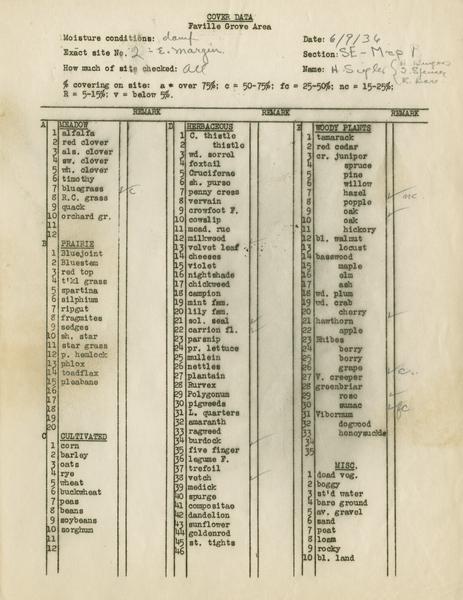 COVER DATA
Faville Grove Area
Moisture conditions: damp
Date: 6/9/36
Exact site No. 2 - E. margin
Section: SE - Map 1
How much of site checked: All
Name: H Sigler
% covering on site: a = over 75%; c = 50-75%; fc = 25-50%; nc = 15-25%;
R = 5-15%; v = below 5%.
REMARK
A MEADOW
1 alfalfa
2 red clover
3 als. clover
4 sw. clover
5 wh. clover
6 timothy
7 bluegrass ✓c
8 R.C. grass
9 quack
10 orchard gr.
11
12
B PRAIRIE
1 Bluejoint
2 Bluestem
3 red top
4 t'kl grass
5 spartina
6 silphium
7 ripgut
8 fragmites
9 sedges
10 sh. star
11 star grass
12 p. hemlock
13 phlox
14 toadflax
15 pleabane
16
17
18
19
20
C CULTIVATED
1 corn
2 barley
3 oats
4 rye
5 wheat
6 buckwheat
7 peas
8 beans
9 soybeans
10 sorghum
11
12
REMARK
D HERBACEOUS
1 C. thistle
2 thistle
3 wd. sorrel
4 foxtail
5 Cruciferae
6 sh. purse
7 penny cress
8 vervain
9 crowfoot F.
10 cowslip
11 mead. rue
12 milkweed
13 velvet leaf
14 cheeses
15 violet
16 nightshade
17 chickweed
18 campion
19 mint fam.
20 lily fam.
21 sol. seal ✓
22 carrion fl.
23 parsnip
24 pr. lettuce
25 mullein
26 nettles
27 plantain
28 Rurvex
29 Polygonum
30 pigweeds
31 L. quarters
32 amaranth
33 ragweed
34 burdock ✓
35 five finger
36 legume F.
37 trefoil
38 vetch ✓
39 medick
40 spurge
41 compositae
42 dandelion
43 sunflower
44 goldenrod
45 st. tights
46
REMARK
E WOODY PLANTS
1 tamarack
2 red cedar
3 cr. juniper
4 spruce
5 pine
6 willow
7 hazel ✓ nc
8 popple
9 oak ✓
10 oak
11 hickory
12 bl. walnut
13 locust
14 basswood
15 maple
16 elm
17 ash
18 wd. plum
19 wd. crab
20 cherry ✓
21 hawthorn
22 apple
23 Rhibes
24 berry
25 berry
26 grape ✓c
27 V. creeper
28 greenbriar
29 rose ✓
30 sumac ✓fc
31 Vibornum
32 dogwood
33 honeysuckle
34
35
MISC.
1 dead veg.
2 boggy
3 st'd water
4 bare ground
5 av. gravel
6 sand
7 peat
8 loam
9 rocky
10 bl. land